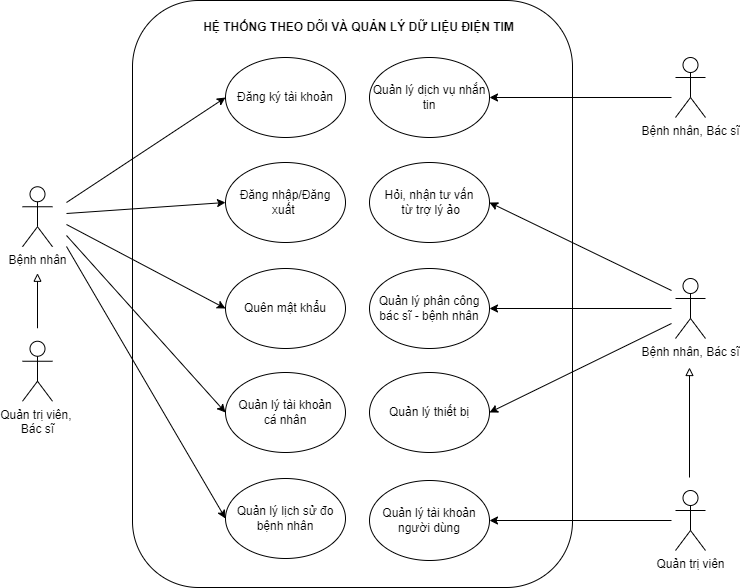 HỆ THỐNG THEO DÕI VÀ QUẢN LÝ DỮ LIỆU ĐIỆN TIM
Đăng ký tài khoản
Quản lý dịch vụ nhắn
tin
Bệnh nhân, Bác sĩ
Đăng nhập/Đăng
xuất
Hỏi, nhận tư vấn
từ trợ lý ảo
Bệnh nhân
Quên mật khẩu
Quản lý phân công
bác sĩ - bệnh nhân
Bệnh nhân, Bác sĩ
Quản trị viên,
Bác sĩ
Quản lý tài khoản
cá nhân
Quản lý thiết bị
Quản lý lịch sử đo
bệnh nhân
Quản lý tài khoản
người dùng
Quản trị viên